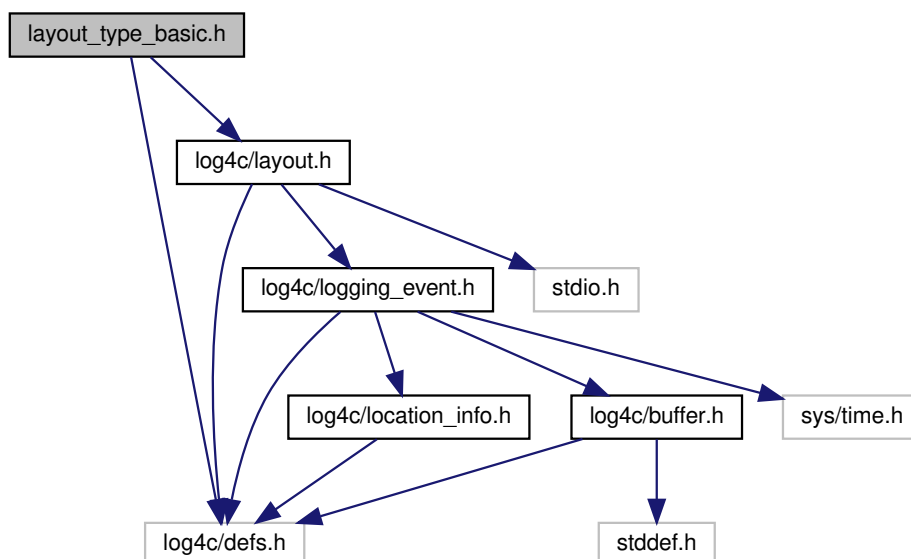 layout_type_basic.h
log4c/layout.h
log4c/logging_event.h
stdio.h
log4c/location_info.h
log4c/buffer.h
sys/time.h
log4c/defs.h
stddef.h